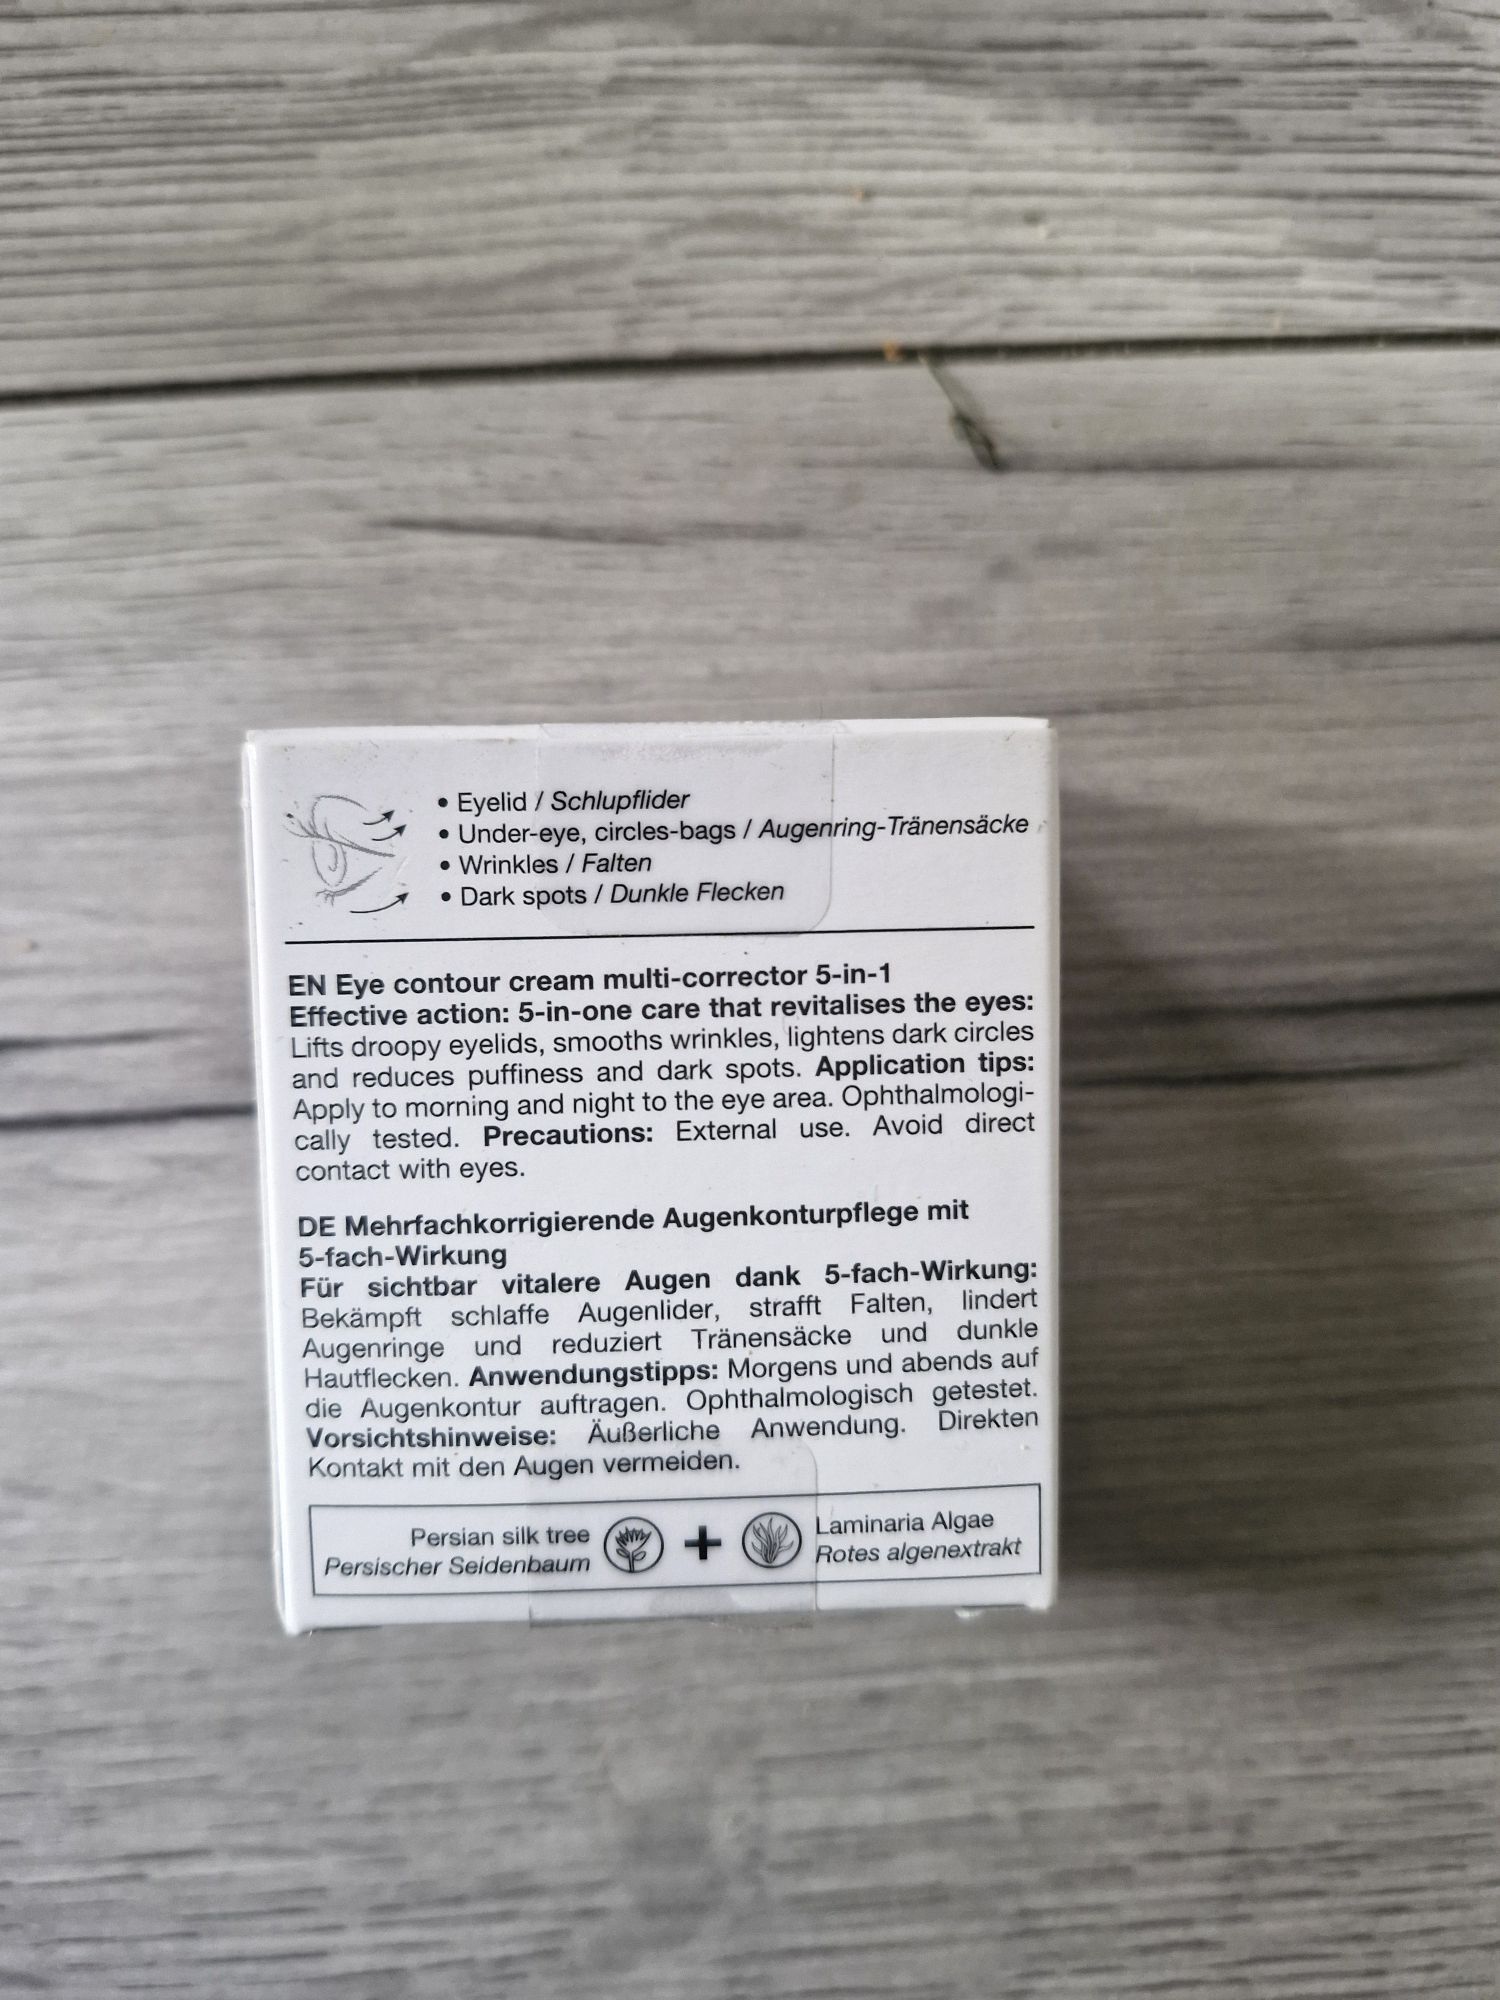 • Eyelid / Schlupflider
• Under-eye, circles-bags / Augenring-Tränensäcke
• Wrinkles / Falten
• Dark spots / Dunkle Flecken
EN Eye contour cream multi-corrector 5-in-1
Effective action: 5-in-one care that revitalises the eyes:
Lifts droopy eyelids, smooths wrinkles, lightens dark circles
and reduces puffiness and dark spots. Application tips:
Apply to morning and night to the eye area. Ophthalmologi-
cally tested. Precautions: External use. Avoid direct
contact with eyes.
DE Mehrfachkorrigierende Augenkonturpflege mit
5-fach-Wirkung
Für sichtbar vitalere Augen dank 5-fach-Wirkung:
Bekämpft schlaffe Augenlider, strafft Falten, lindert
Augenringe und reduziert Tränensäcke und dunkle
Hautflecken. Anwendungstipps: Morgens und abends auf
die Augenkontur auftragen. Ophthalmologisch getestet.
Vorsichtshinweise: Äußerliche Anwendung. Direkten
Kontakt mit den Augen vermeiden.
Persian silk tree
Persischer Seidenbaum
+
Laminaria Algae
Rotes algenextrakt